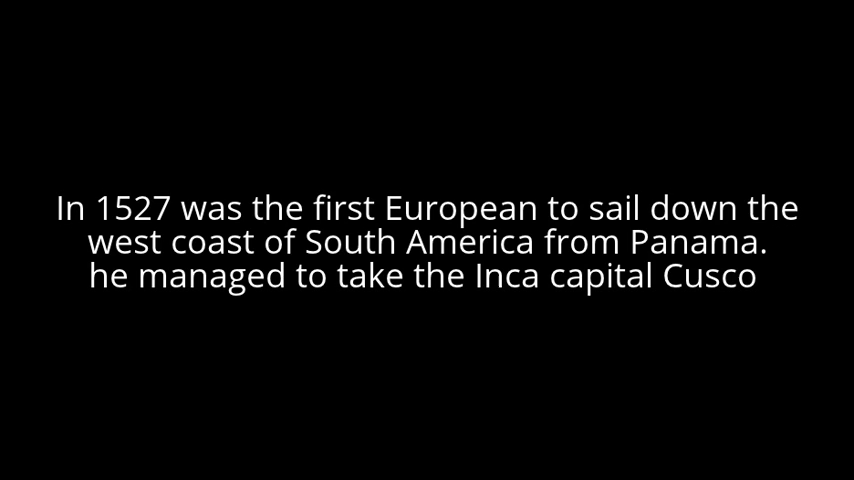 In 1527 was the first European to sail down the
west coast of South America from Panama.
he managed to take the Inca capital Cusco